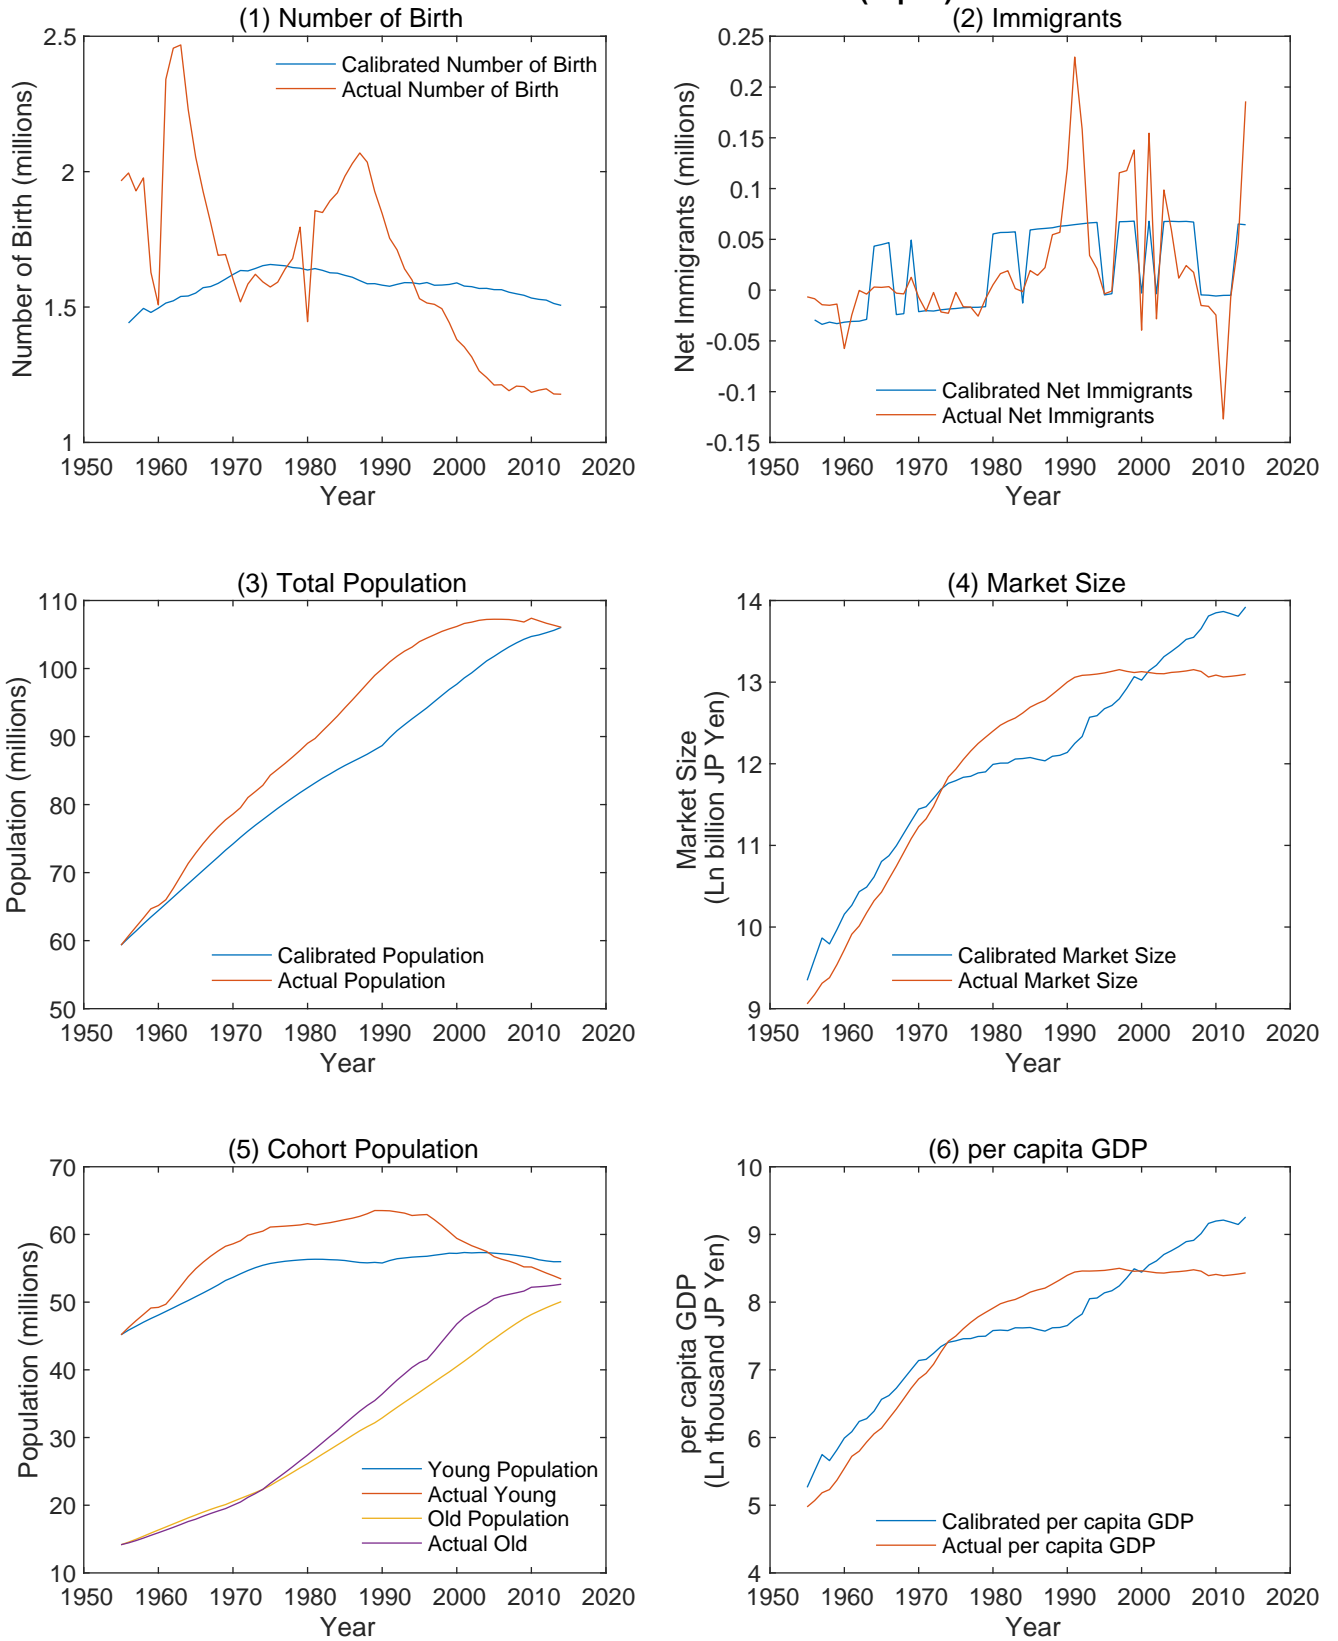 (1) Number of Birth
2.5
2
1.5
1
Number of Birth (millions)
Calibrated Number of Birth
Actual Number of Birth
1950 1960 1970 1980 1990 2000 2010 2020
Year
(2) Immigrants
0.25
0.2
0.15
0.1
0.05
0
-0.05
-0.1
-0.15
Net Immigrants (millions)
Calibrated Net Immigrants
Actual Net Immigrants
1950 1960 1970 1980 1990 2000 2010 2020
Year
(3) Total Population
110
100
90
80
70
60
50
Population (millions)
Calibrated Population
Actual Population
1950 1960 1970 1980 1990 2000 2010 2020
Year
(4) Market Size
14
13
12
11
10
9
Market Size
(Ln billion JP Yen)
Calibrated Market Size
Actual Market Size
1950 1960 1970 1980 1990 2000 2010 2020
Year
(5) Cohort Population
70
60
50
40
30
20
10
Population (millions)
Young Population
Actual Young
Old Population
Actual Old
1950 1960 1970 1980 1990 2000 2010 2020
Year
(6) per capita GDP
10
9
8
7
6
5
4
per capita GDP
(Ln thousand JP Yen)
Calibrated per capita GDP
Actual per capita GDP
1950 1960 1970 1980 1990 2000 2010 2020
Year